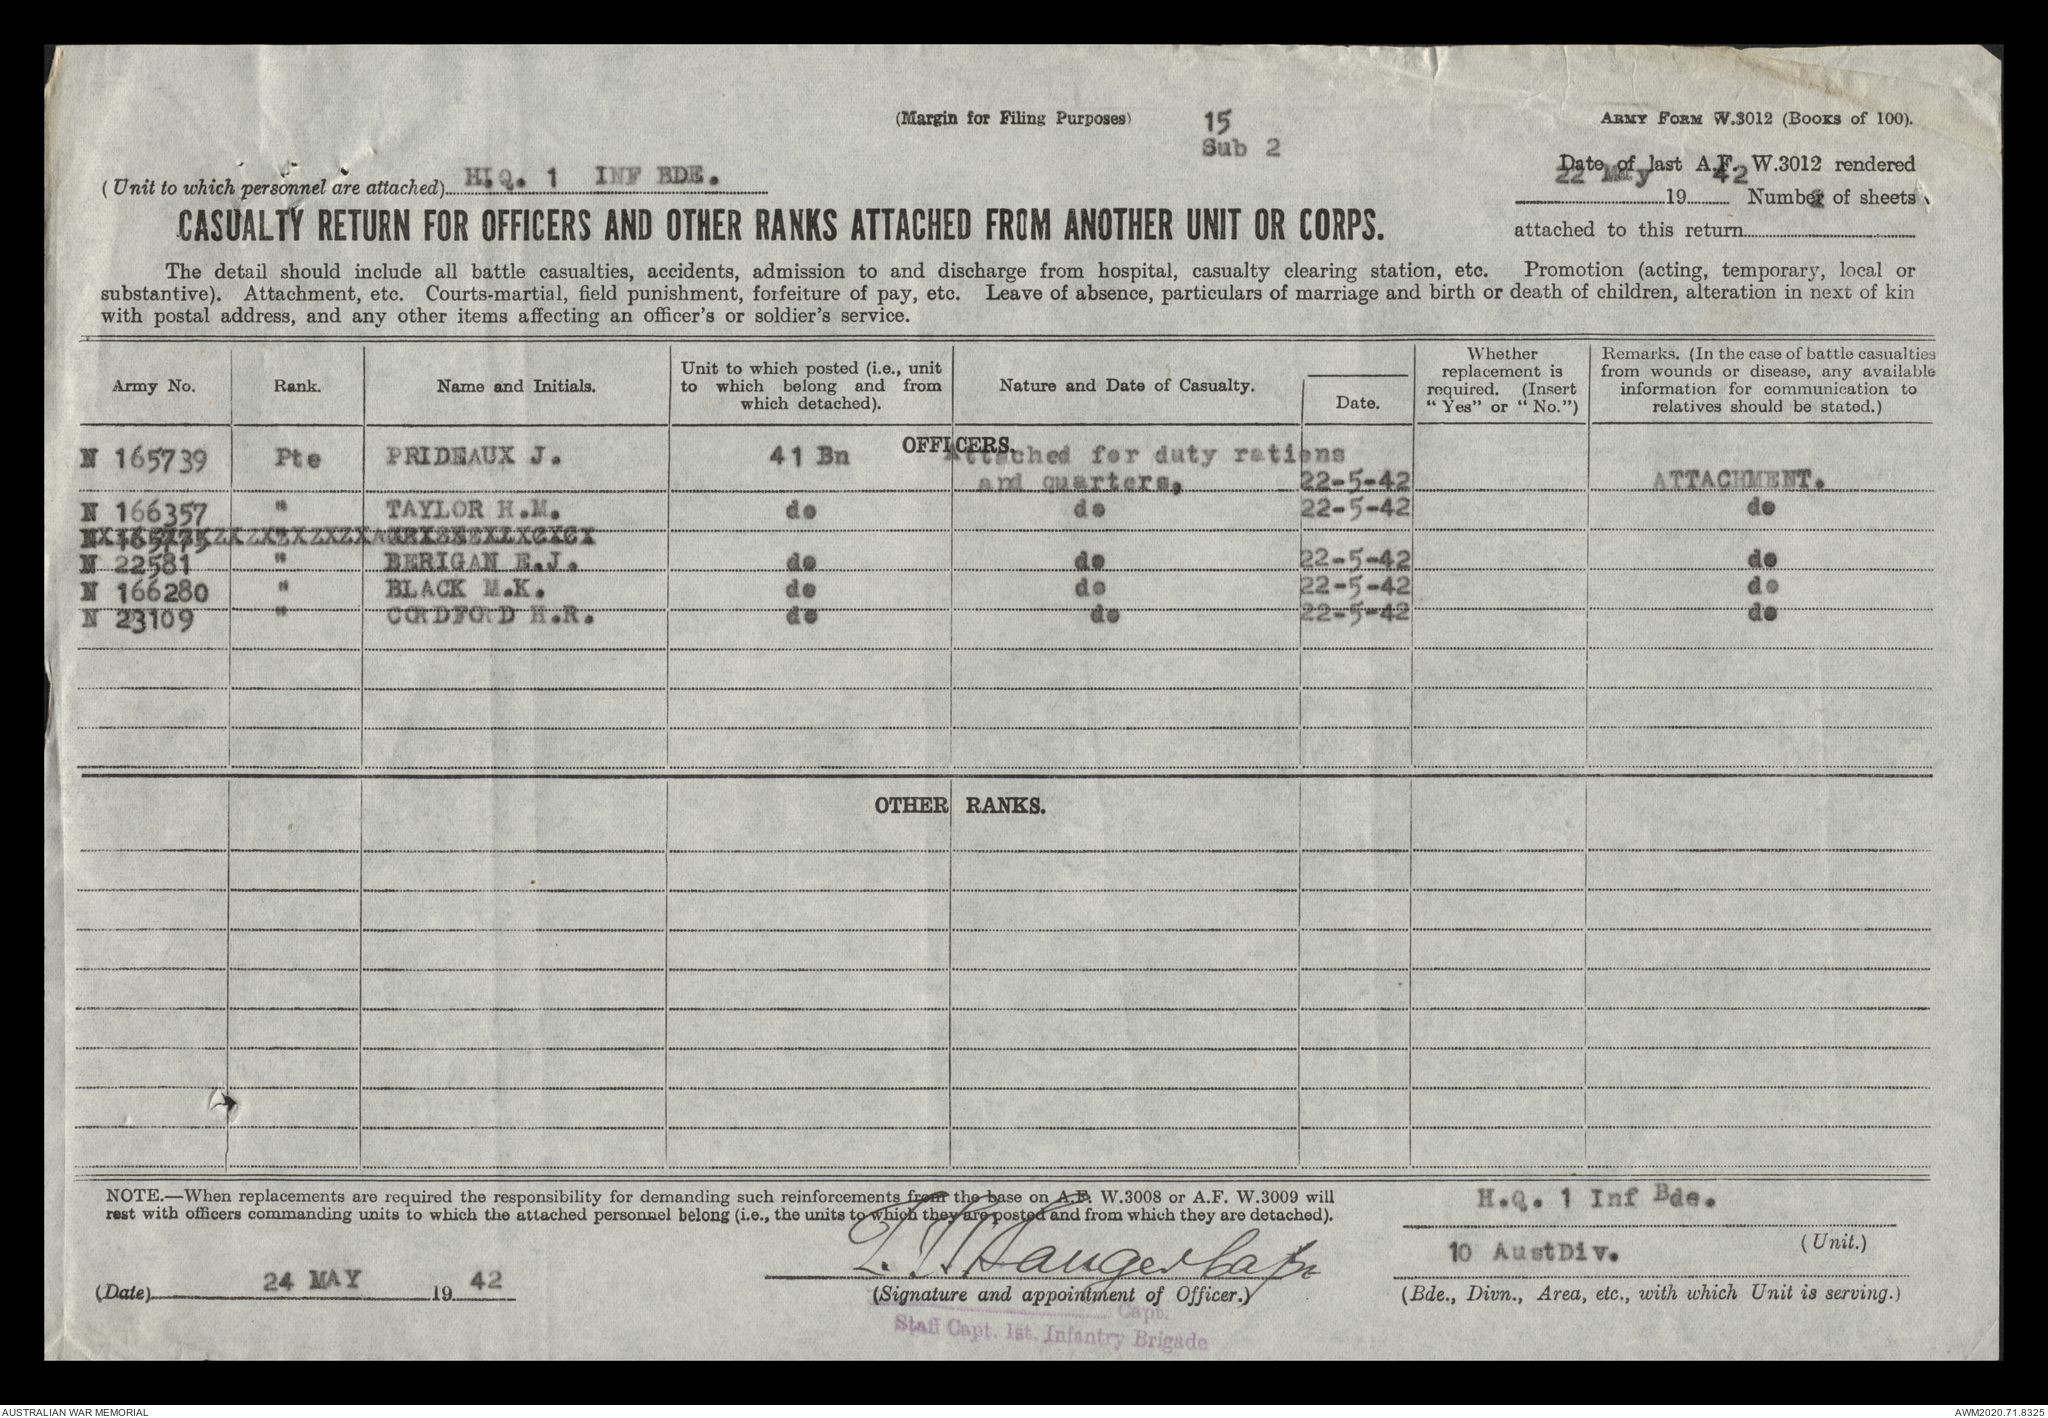 (Margin for Filing Purposes)
15
Sub 2
ARMY FORM W.3012 (BOOKS of 100).
Date of last A.F. W.3012 rendered
22 May 19 42 Number of sheets
attached to this return
(Unit to which personnel are attached) H.Q. 1 INF BDE.
CASUALTY RETURN FOR OFFICERS AND OTHER RANKS ATTACHED FROM ANOTHER UNIT OR CORPS.
The detail should include all battle casualties, accidents, admission to and discharge from hospital, casualty clearing station, etc. Promotion (acting, temporary, local or
substantive). Attachment, etc. Courts-martial, field punishment, forfeiture of pay, etc. Leave of absence, particulars of marriage and birth or death of children, alteration in next of kin
with postal address, and any other items affecting an officer's or soldier's service.
Army No.
Rank.
Name and Initials.
Unit to which posted (i.e., unit
to which belong and from
which detached).
Nature and Date of Casualty.
Date.
Whether
replacement is
required. (Insert
“ Yes” or “ No.”)
Remarks. (In the case of battle casualties
from wounds or disease, any available
information for communication to
relatives should be stated.)
OFFICERS.
N 165739 Pte PRIDEAUX J. 41 Bn Attached for duty rations
and quarters, 22-5-42 ATTACHMENT.
N 166357 " TAYLOR H.M. do do 22-5-42 do
N 22581 " BERIGAN E.J. do do 22-5-42 do
N 166280 " BLACK M.K. do do 22-5-42 do
N 23109 " CORDFORD H.R. do do 22-5-42 do
OTHER RANKS.
NOTE.—When replacements are required the responsibility for demanding such reinforcements from the base on A.F. W.3008 or A.F. W.3009 will
rest with officers commanding units to which the attached personnel belong (i.e., the units to which they are posted and from which they are detached).
H.Q. 1 Inf Bde.
(Unit.)
10 AustDiv.
(Bde., Divn., Area, etc., with which Unit is serving.)
(Date) 24 MAY 19 42
Capt
(Signature and appointment of Officer.)
Capt.
Staff Capt. 1st. Infantry Brigade
AUSTRALIAN WAR MEMORIAL
AWM2020.71.8325